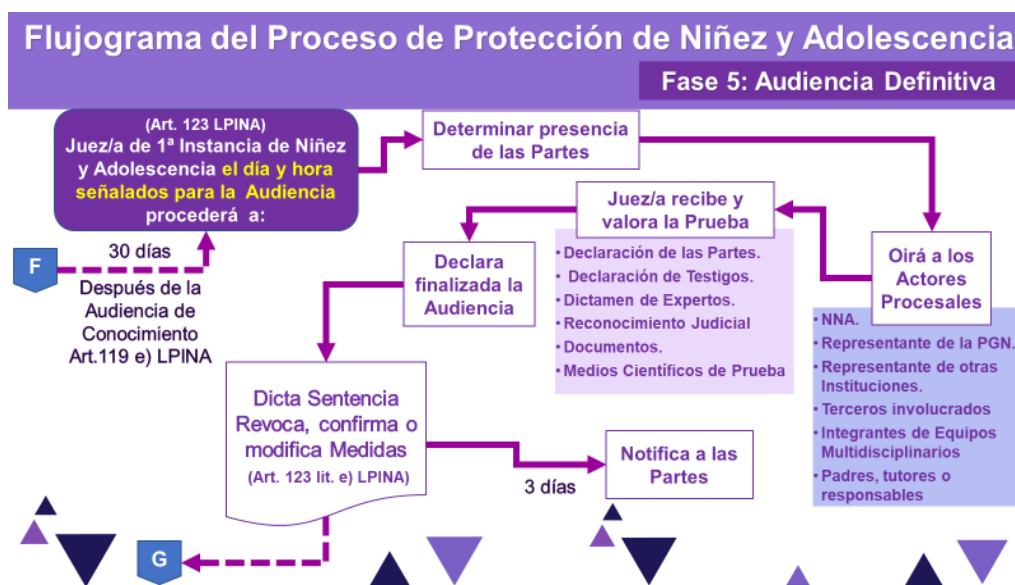 Flujograma del Proceso de Protección de Niñez y Adolescencia
Fase 5: Audiencia Definitiva
(Art. 123 LPINA)
Juez/a de 1ª Instancia de Niñez
y Adolescencia el día y hora
señalados para la Audiencia
procederá a:
Determinar presencia
de las Partes
Juez/a recibe y
valora la Prueba
• Declaración de las Partes.
• Declaración de Testigos.
• Dictamen de Expertos.
• Reconocimiento Judicial
• Documentos.
• Medios Científicos de Prueba
Oirá a los
Actores
Procesales
• NNA.
• Representante de la PGN.
• Representante de otras
Instituciones.
• Terceros involucrados
• Integrantes de Equipos
Multidisciplinarios
• Padres, tutores o
responsables
F
30 días
Después de la
Audiencia de
Conocimiento
Art.119 e) LPINA
Declara
finalizada la
Audiencia
Dicta Sentencia
Revoca, confirma o
modifica Medidas
(Art. 123 lit. e) LPINA)
3 días
Notifica a las
Partes
G